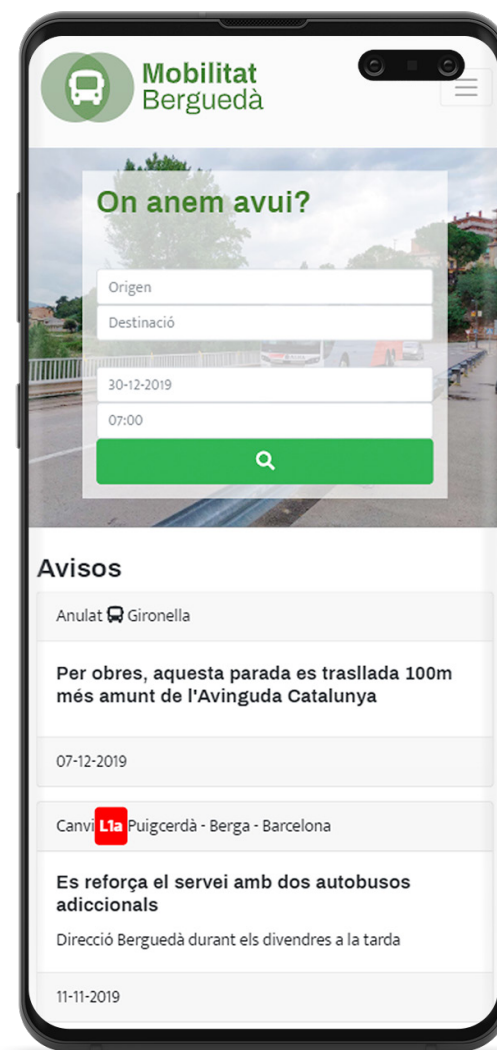 Mobilitat
Berguedà
On anem avui?
Origen
Destinació
30-12-2019
07:00
Avisos
Anulat Gironella
Per obres, aquesta parada es trasllada 100m
més amunt de l'Avinguda Catalunya
07-12-2019
Canvi L1a Puigcerdà - Berga - Barcelona
Es reforça el servei amb dos autobusos
adiccionals
Direcció Berguedà durant els divendres a la tarda
11-11-2019